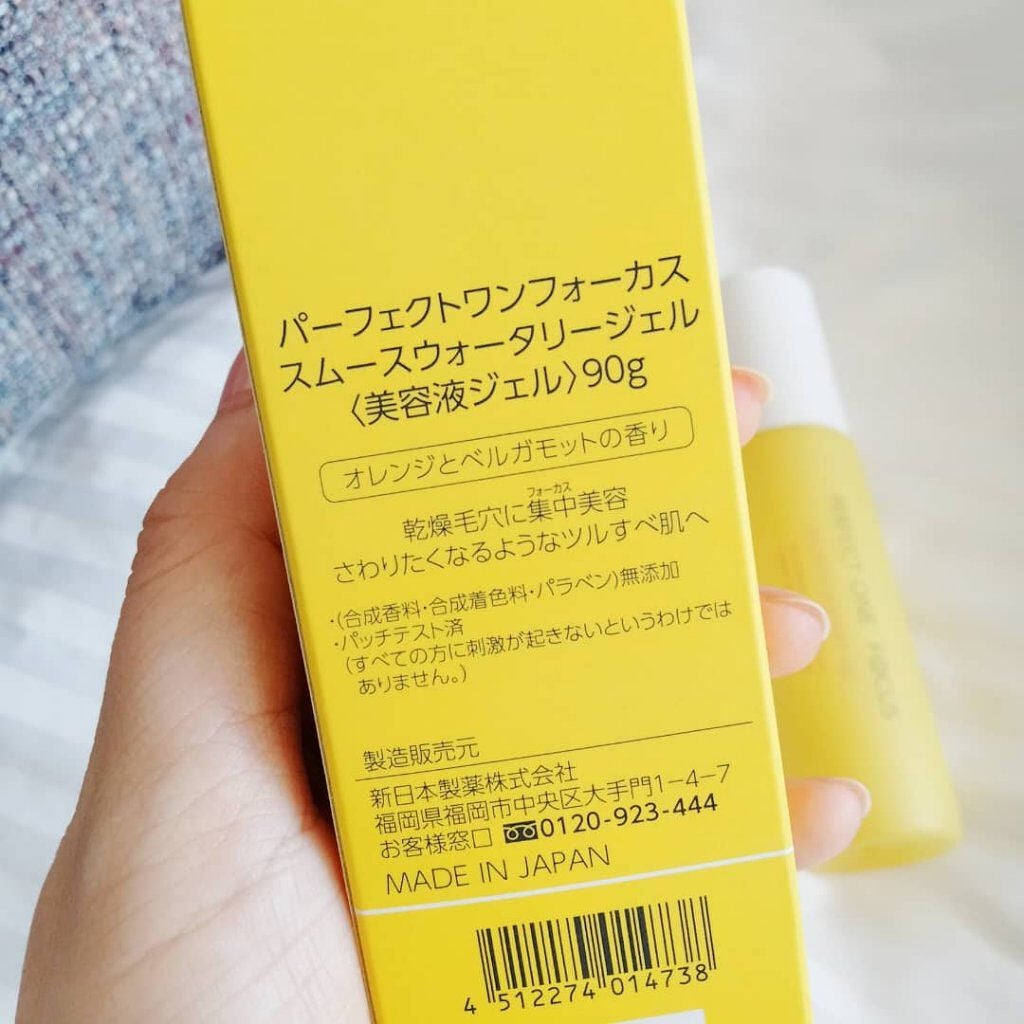 パーフェクトワンフォーカス
スムースウォータリージェル
〈美容液ジェル〉90g
オレンジとベルガモットの香り
フォーカス
乾燥毛穴に集中美容
さわりたくなるようなツルすべ肌へ
・(合成香料・合成着色料・パラベン)無添加
・パッチテスト済
(すべての方に刺激が起きないというわけでは
ありません。)
製造販売元
新日本製薬株式会社
福岡県福岡市中央区大手門1-4-7
お客様窓口 0120-923-444
MADE IN JAPAN
4 512274 014738
PERFECT ONE FOCUS